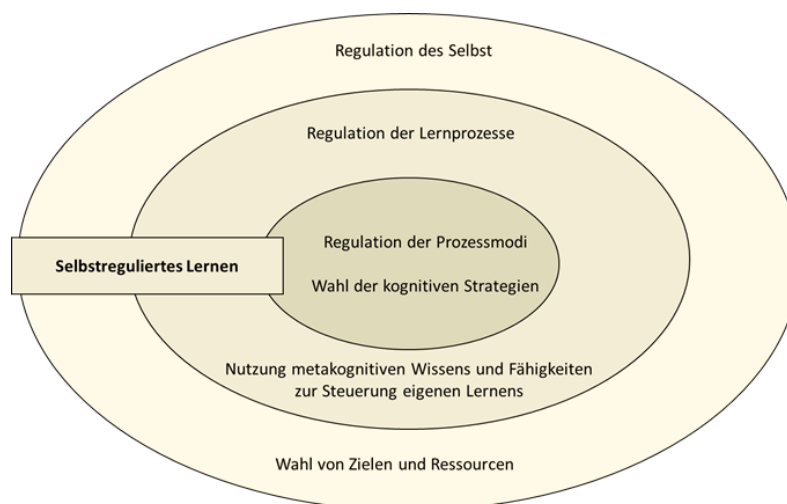 Regulation des Selbst
Regulation der Lernprozesse
Regulation der Prozessmodi
Selbstreguliertes Lernen
Wahl der kognitiven Strategien
Nutzung metakognitiven Wissens und Fähigkeiten
zur Steuerung eigenen Lernens
Wahl von Zielen und Ressourcen